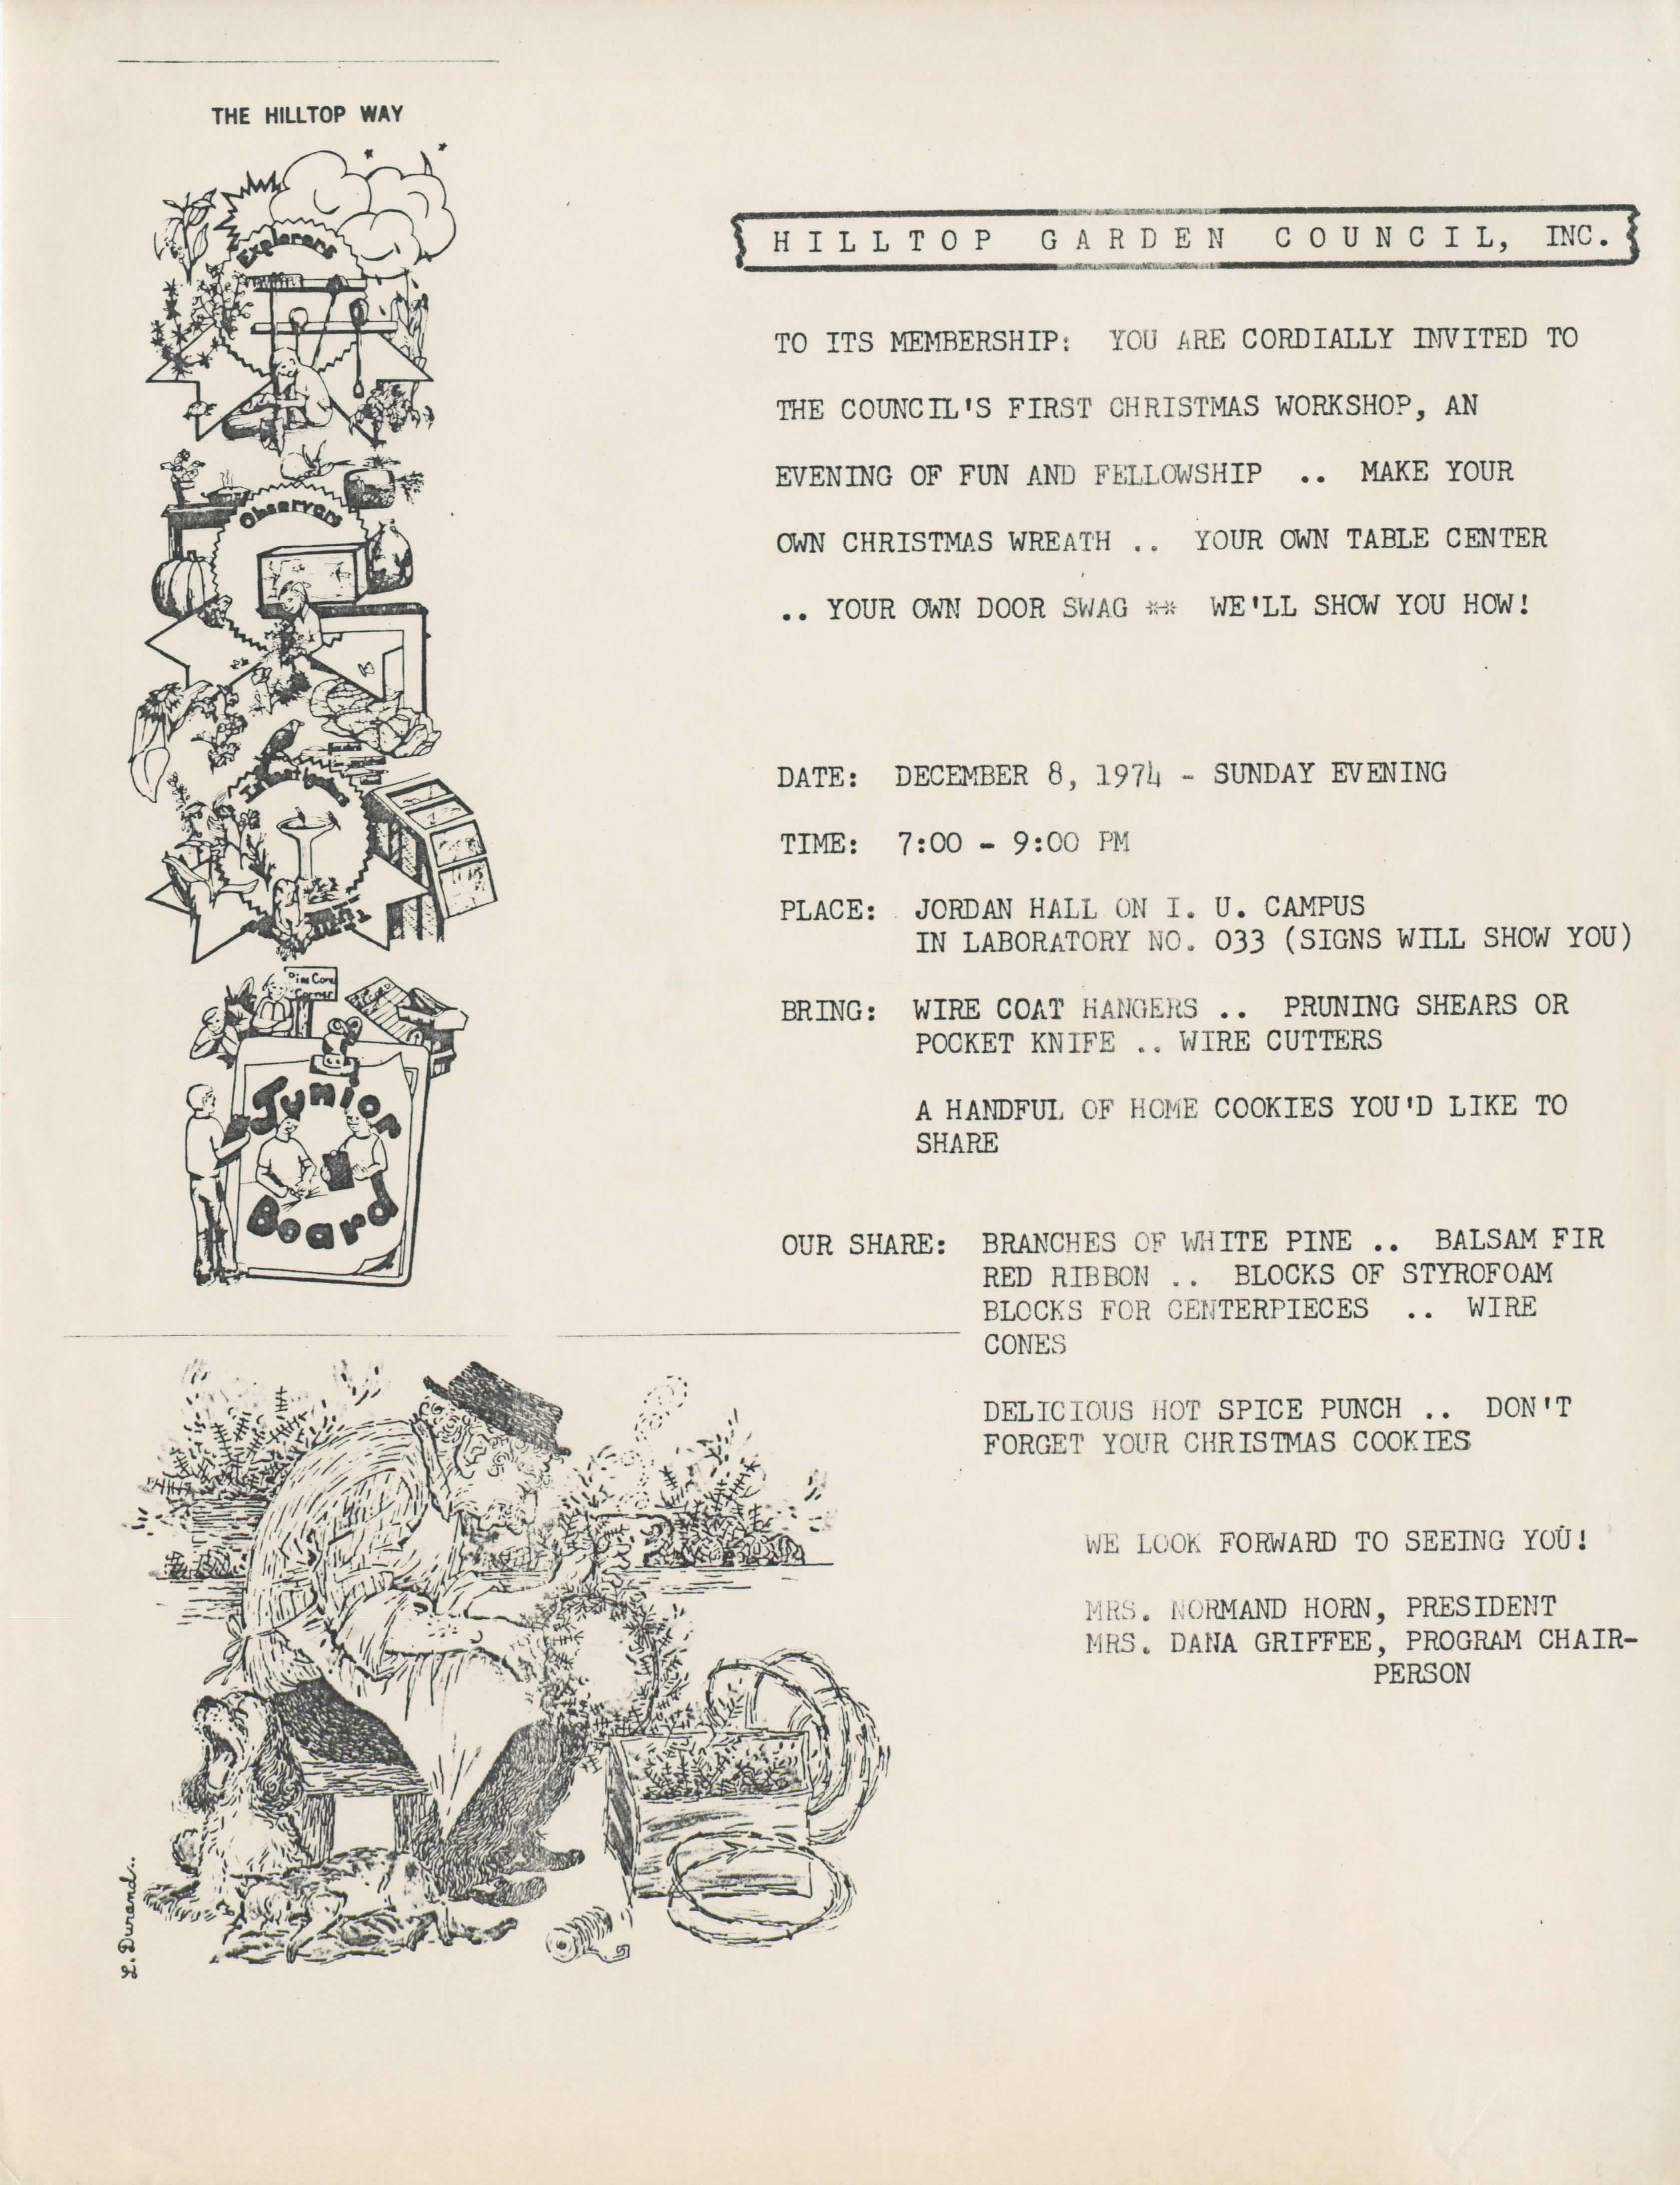 THE HILLTOP WAY
Explorers
Observers
Junior
Board
HILLTOP GARDEN COUNCIL, INC.
TO ITS MEMBERSHIP: YOU ARE CORDIALLY INVITED TO
THE COUNCIL'S FIRST CHRISTMAS WORKSHOP, AN
EVENING OF FUN AND FELLOWSHIP .. MAKE YOUR
OWN CHRISTMAS WREATH .. YOUR OWN TABLE CENTER
.. YOUR OWN DOOR SWAG ** WE'LL SHOW YOU HOW!
DATE: DECEMBER 8, 1974 - SUNDAY EVENING
TIME: 7:00 - 9:00 PM
PLACE: JORDAN HALL ON I. U. CAMPUS
IN LABORATORY NO. 033 (SIGNS WILL SHOW YOU)
BRING: WIRE COAT HANGERS .. PRUNING SHEARS OR
POCKET KNIFE .. WIRE CUTTERS
A HANDFUL OF HOME COOKIES YOU'D LIKE TO
SHARE
OUR SHARE: BRANCHES OF WHITE PINE .. BALSAM FIR
RED RIBBON .. BLOCKS OF STYROFOAM
BLOCKS FOR CENTERPIECES .. WIRE
CONES
DELICIOUS HOT SPICE PUNCH .. DON'T
FORGET YOUR CHRISTMAS COOKIES
WE LOOK FORWARD TO SEEING YOU!
MRS. NORMAND HORN, PRESIDENT
MRS. DANA GRIFFEE, PROGRAM CHAIR-
PERSON
L. Durand..